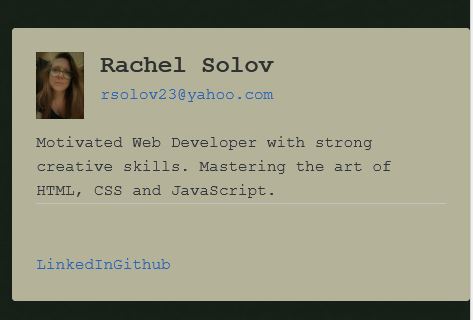 Rachel Solov
rsolov23@yahoo.com
Motivated Web Developer with strong
creative skills. Mastering the art of
HTML, CSS and JavaScript.
LinkedInGithub